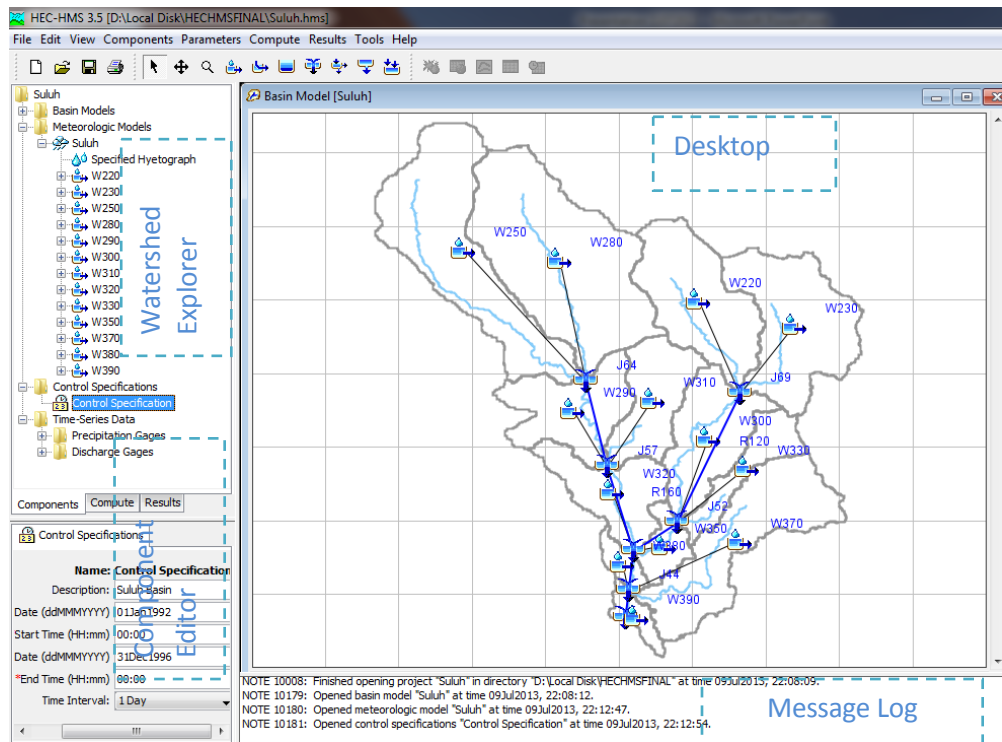 HEC-HMS 3.5 [D:\Local Disk\HECHMSFINAL\Suluh.hms]
File Edit View Components Parameters Compute Results Tools Help
Suluh
Basin Models
Meteorologic Models
Suluh
Specified Hyetograph
W220
W230
W250
W280
W290
W300
W310
W320
W330
W350
W370
W380
W390
Control Specifications
Control Specification
Time-Series Data
Precipitation Gages
Discharge Gages
Watershed
Explorer
Components Compute Results
Control Specifications
Name: Control Specification
Description: Suluh Basin
Date (ddMMMYYYY) 01Jan1992
Start Time (HH:mm) 00:00
Date (ddMMMYYYY) 31Dec1996
*End Time (HH:mm) 00:00
Time Interval: 1 Day
Component
Editor
Basin Model [Suluh]
Desktop
W250
W280
W220
W230
J64
J69
W310
W290
W300
R120
J57
W330
W320
R160
J52
W350
W370
W380
J44
W390
NOTE 10008: Finished opening project "Suluh" in directory "D:\Local Disk\HECHMSFINAL" at time 09Jul2013, 22:08:09.
NOTE 10179: Opened basin model "Suluh" at time 09Jul2013, 22:08:12.
NOTE 10180: Opened meteorologic model "Suluh" at time 09Jul2013, 22:12:47.
NOTE 10181: Opened control specifications "Control Specification" at time 09Jul2013, 22:12:54.
Message Log